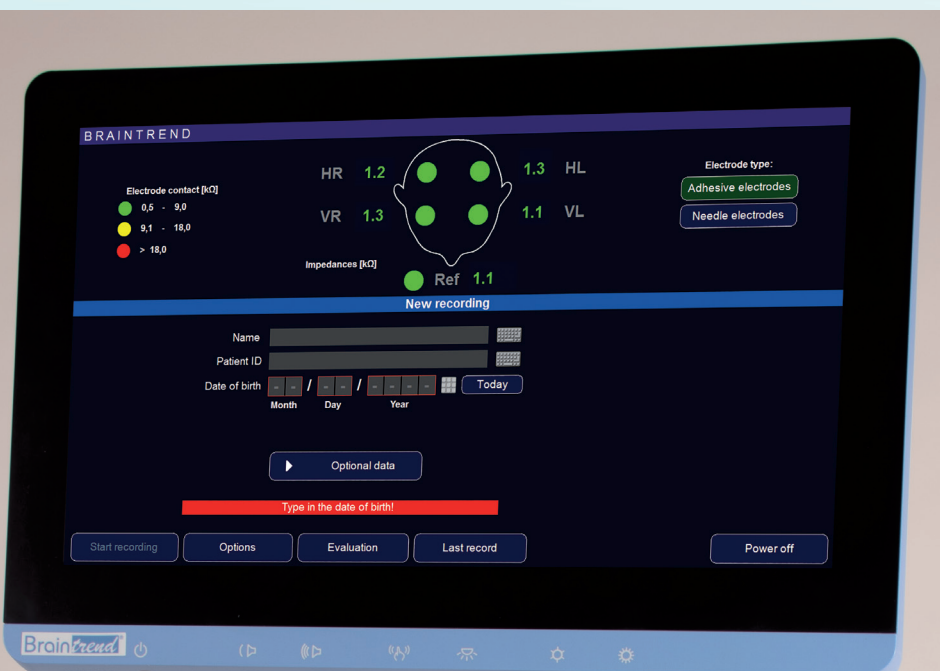 BRAINTREND
Electrode contact [kΩ]
0,5 - 9,0
9,1 - 18,0
> 18,0
HR 1.2
1.3 HL
VR 1.3
1.1 VL
Impedances [kΩ]
Ref 1.1
Electrode type:
Adhesive electrodes
Needle electrodes
New recording
Name
Patient ID
Date of birth - - / - - / - - - - Today
Month Day Year
Optional data
Type in the date of birth!
Start recording Options Evaluation Last record Power off
Braintrend®